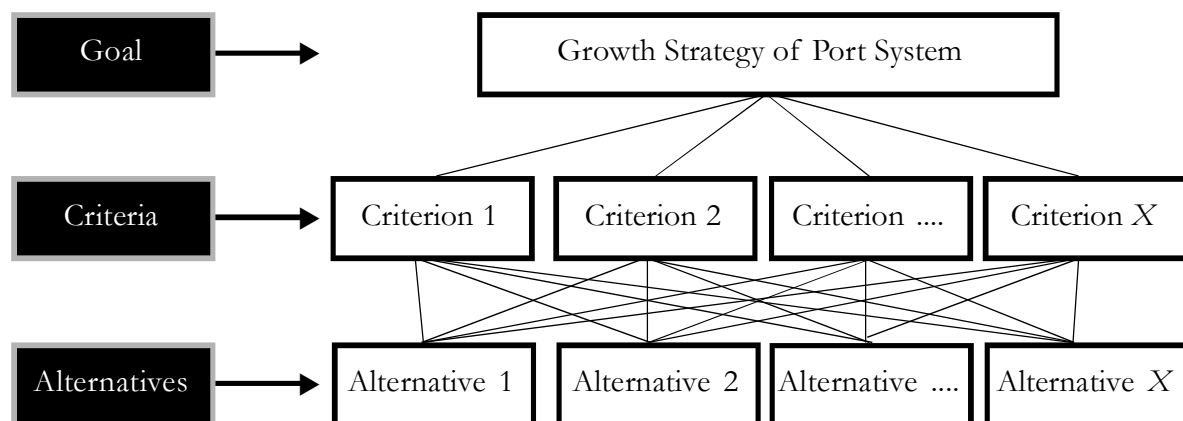 Goal
Growth Strategy of Port System
Criteria
Criterion 1
Criterion 2
Criterion ....
Criterion X
Alternatives
Alternative 1
Alternative 2
Alternative ....
Alternative X